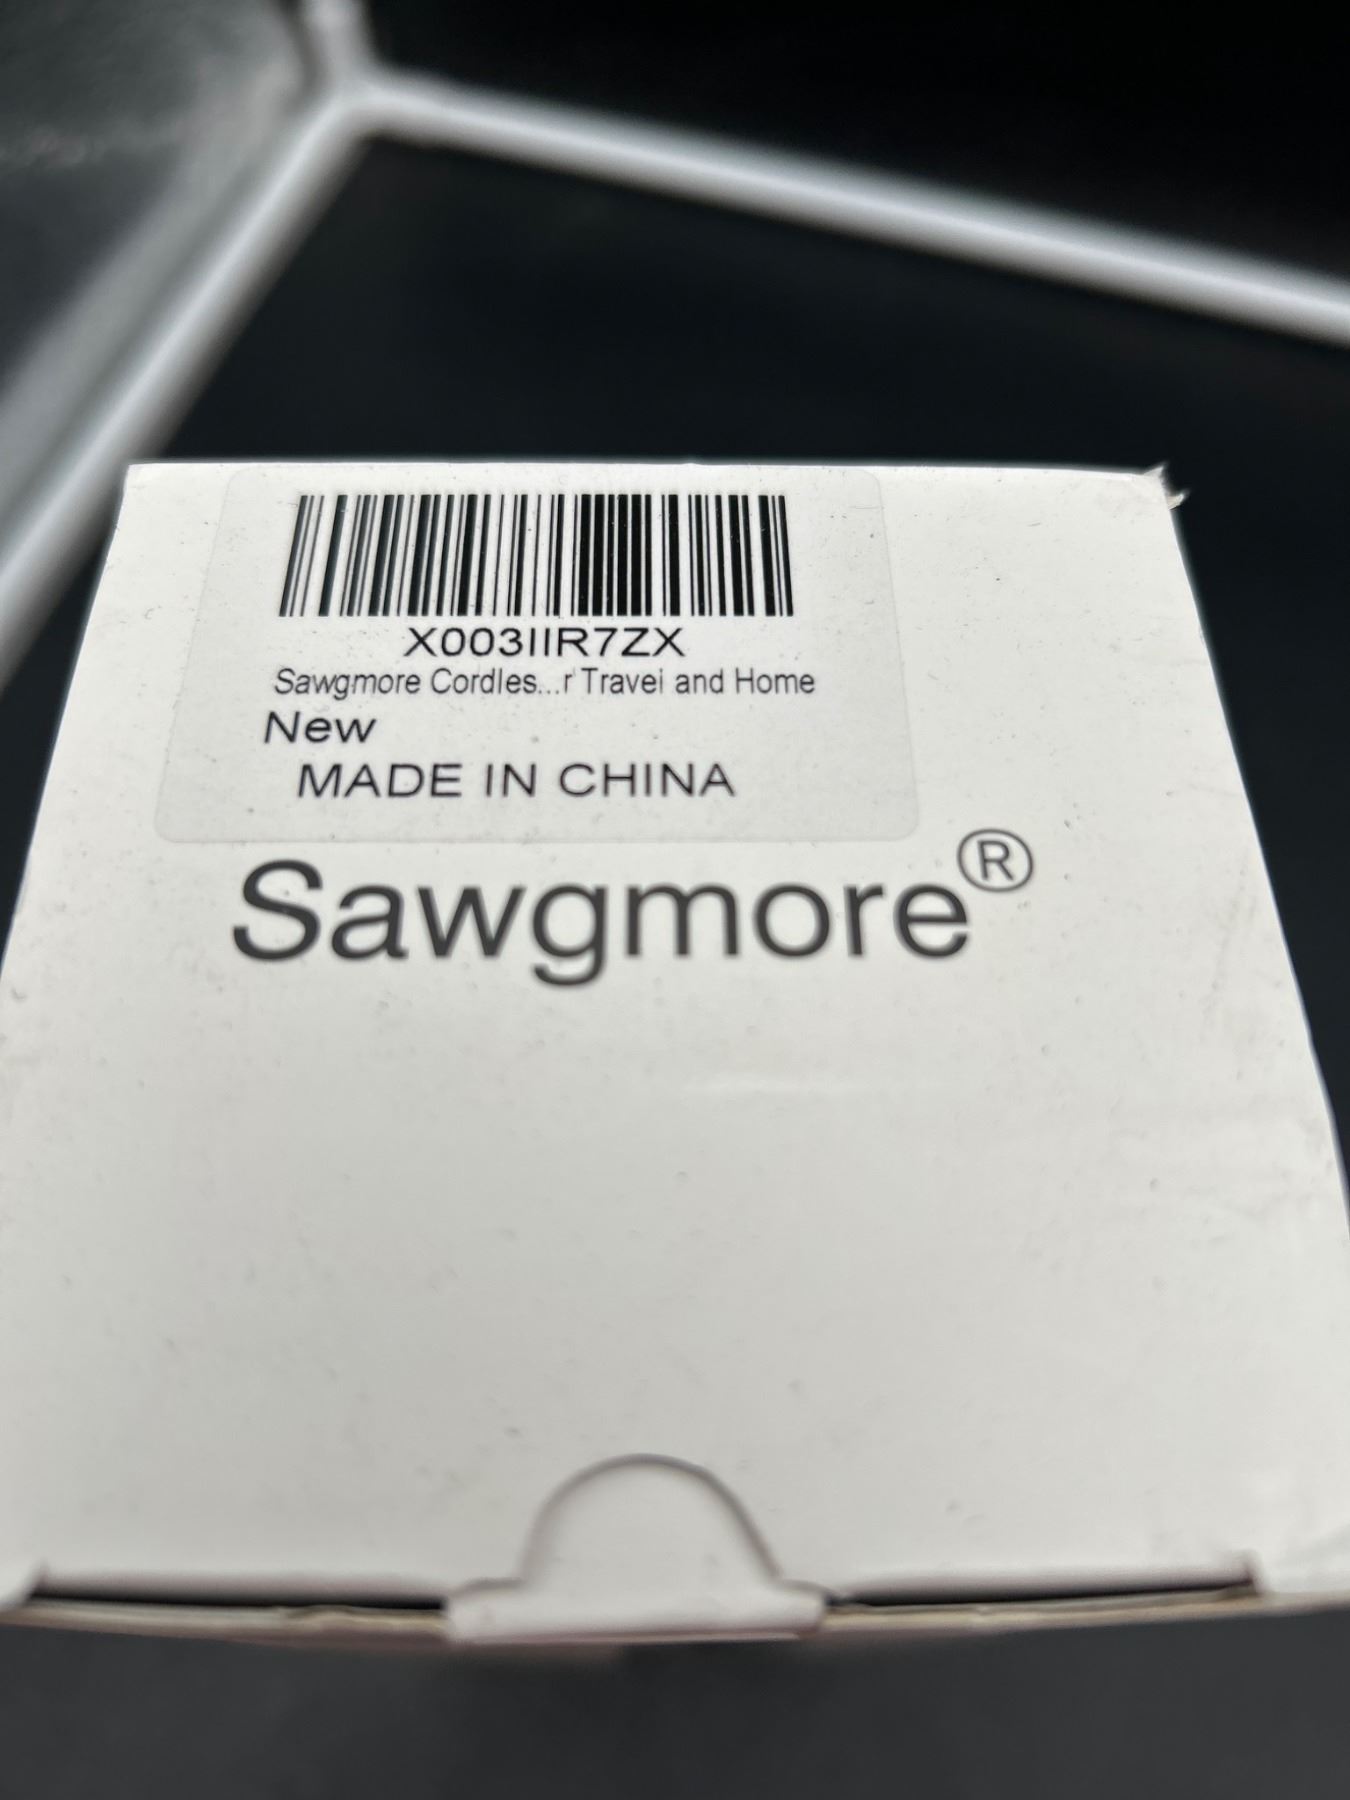 X003IIR7ZX
Sawgmore Cordles...r Travel and Home
New
MADE IN CHINA
Sawgmore®